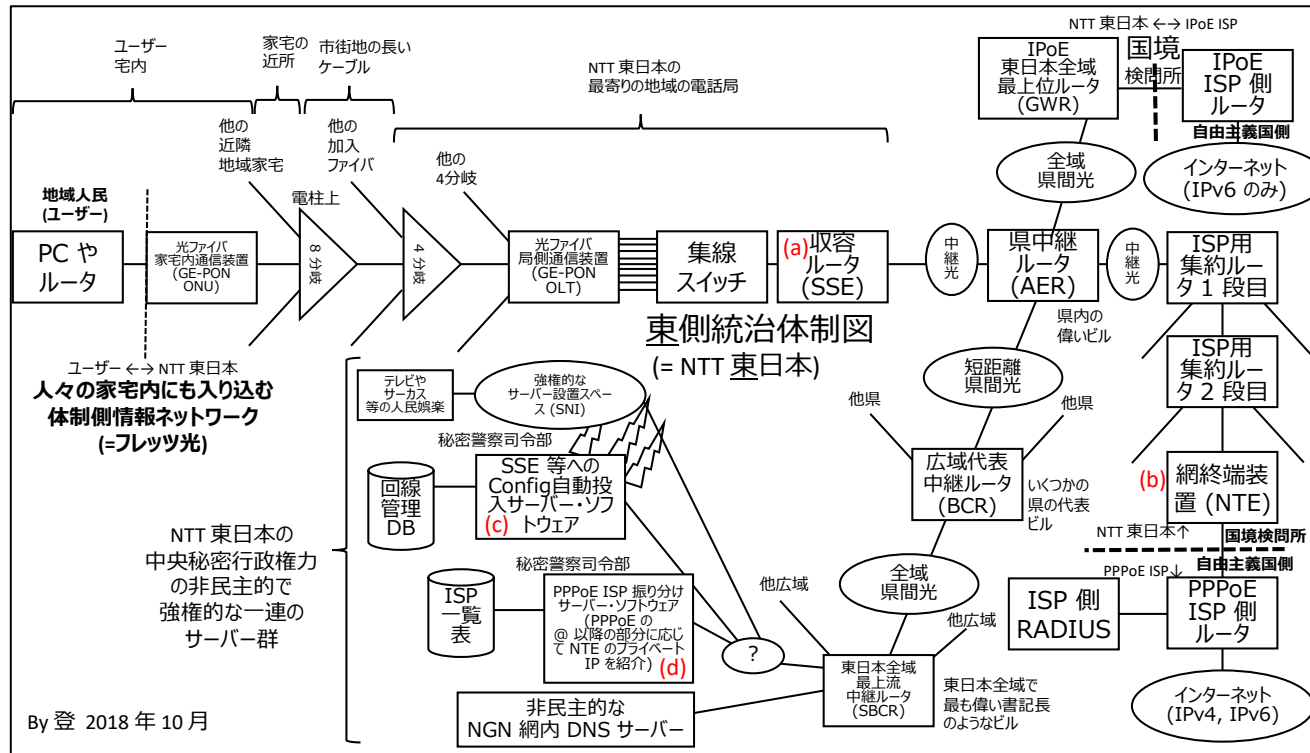 ユーザー
宅内
家宅の
近所
市街地の長い
ケーブル
NTT 東日本の
最寄りの地域の電話局
NTT 東日本 ←→ IPoE ISP
国境
検問所
IPoE
東日本全域
最上位ルータ
(GWR)
IPoE
ISP 側
ルータ
自由主義国側
インターネット
(IPv6 のみ)
全域
県間光
他の
近隣
地域家宅
他の
加入
ファイバ
他の
4分岐
電柱上
地域人民
(ユーザー)
PC や
ルータ
光ファイバ
家宅内通信装置
(GE-PON
ONU)
8 分岐
4 分岐
光ファイバ
局側通信装置
(GE-PON
OLT)
集線
スイッチ
(a)
収容
ルータ
(SSE)
中
継
光
県中継
ルータ
(AER)
中
継
光
ISP用
集約ルー
タ 1 段目
県内の
偉いビル
ISP用
集約ルー
タ 2 段目
東側統治体制図
(= NTT 東日本)
ユーザー ←→ NTT 東日本
人々の家宅内にも入り込む
体制側情報ネットワーク
(=フレッツ光)
テレビや
サーカス
等の人民娯楽
強権的な
サーバー設置スペー
ス (SNI)
短距離
県間光
他県
他県
秘密警察司令部
回線
管理
DB
SSE 等への
Config自動投
入サーバー・ソフ
トウェア
(c)
広域代表
中継ルータ
(BCR)
いくつか
の県の代表
ビル
(b)
網終端装
置 (NTE)
NTT 東日本↑
国境検問所
自由主義国側
PPPoE ISP↓
NTT 東日本の
中央秘密行政権力
の非民主的で
強権的な一連の
サーバー群
秘密警察司令部
ISP
一覧
表
PPPoE ISP 振り分け
サーバー・ソフトウェア
(PPPoE の
@ 以降の部分に応じ
て NTE のプライベート
IP を紹介)
(d)
全域
県間光
他広域
他広域
?
ISP 側
RADIUS
PPPoE
ISP 側
ルータ
東日本全域
最上流
中継ルータ
(SBCR)
東日本全域で
最も偉い書記長
のようなビル
インターネット
(IPv4, IPv6)
非民主的な
NGN 網内 DNS サーバー
By 登 2018 年 10 月